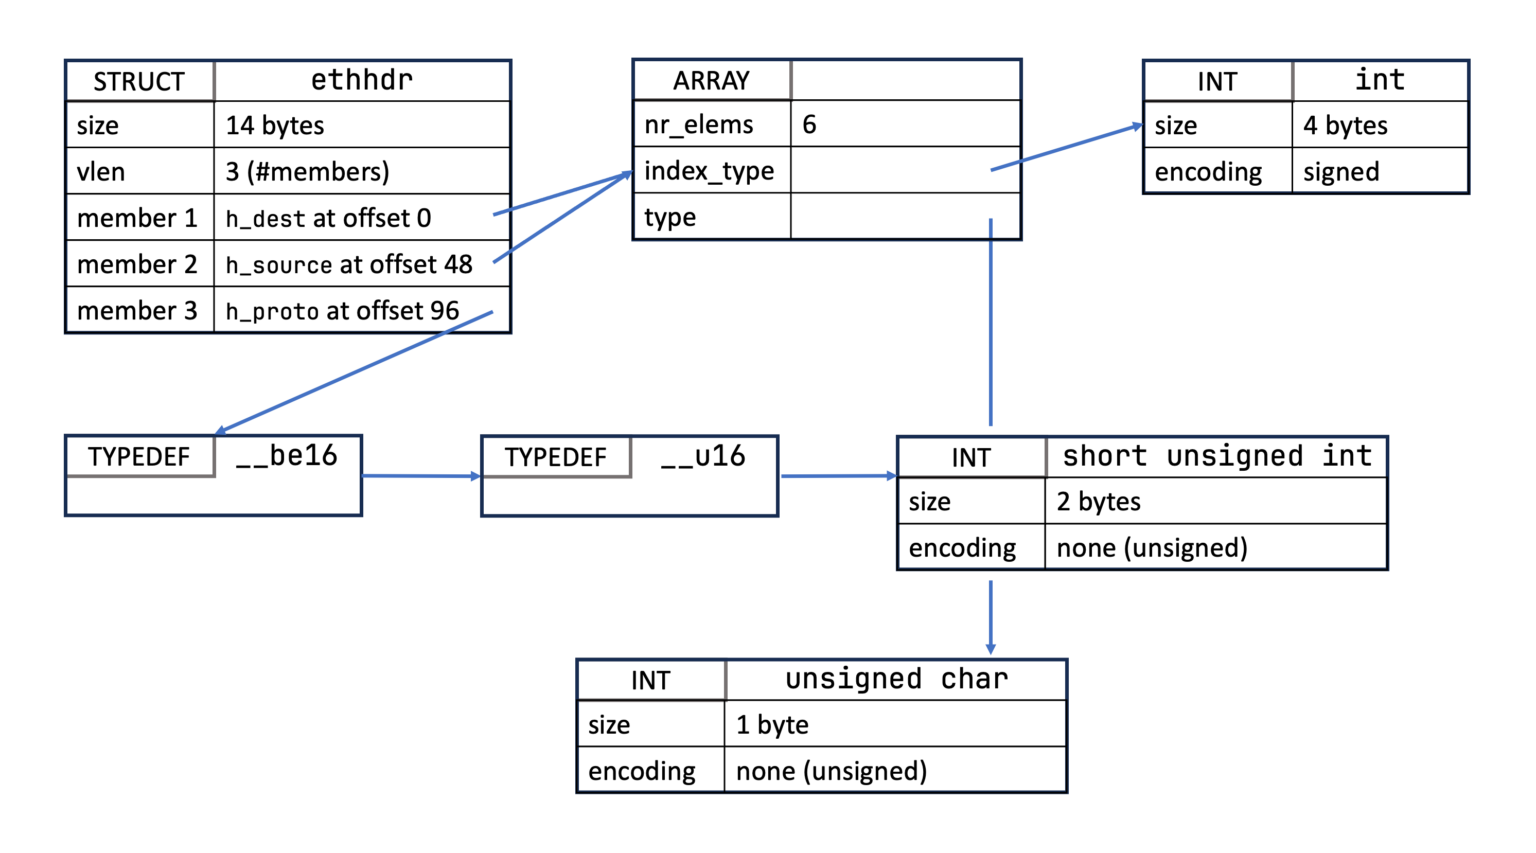 STRUCT ethhdr
size 14 bytes
vlen 3 (#members)
member 1 h_dest at offset 0
member 2 h_source at offset 48
member 3 h_proto at offset 96
ARRAY
nr_elems 6
index_type
type
INT int
size 4 bytes
encoding signed
TYPEDEF __be16
TYPEDEF __u16
INT short unsigned int
size 2 bytes
encoding none (unsigned)
INT unsigned char
size 1 byte
encoding none (unsigned)